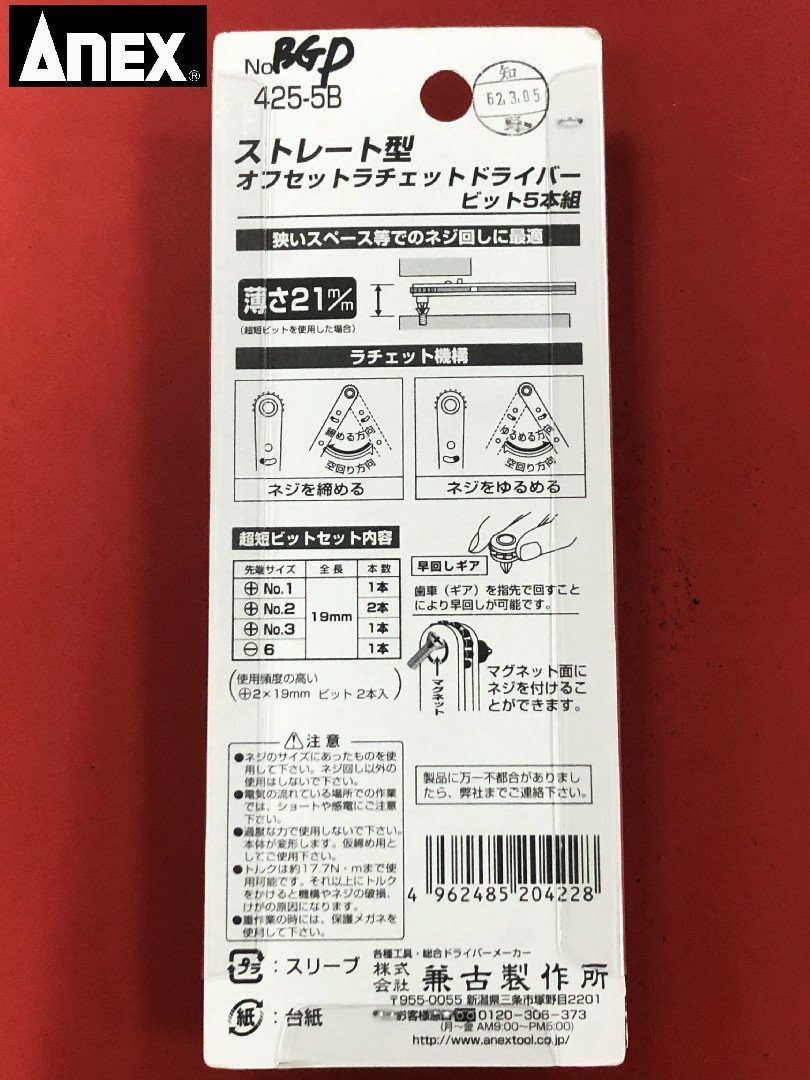 ANEX®
No. BGP
425-5B
知
62.3.05
野
ストレート型
オフセットラチェットドライバー
ビット5本組
狭いスペース等でのネジ回しに最適
薄さ21m/m
(超短ビットを使用した場合)
ラチェット機構
締める方向
空回り方向
ネジを締める
ゆるめる方向
空回り方向
ネジをゆるめる
超短ビットセット内容
先端サイズ 全長 本数
⊕ No.1 19mm 1本
⊕ No.2 2本
⊕ No.3 1本
⊖ 6 1本
(使用頻度の高い
⊕2×19mm ビット 2本入)
早回しギア
歯車（ギア）を指先で回すこと
により早回しが可能です。
マグネット
マグネット面に
ネジを付けるこ
とができます。
⚠注意
●ネジのサイズにあったものを使
用して下さい。ネジ回し以外の
使用はしないで下さい。
●電気の流れている場所での作業
では、ショートや感電にご注意
下さい。
●過度な力で使用しないで下さい。
本体が変形します。仮締め用と
してご使用下さい。
●トルクは約17.7N・mまで使
用可能です。それ以上にトルク
をかけると機構やネジの破損、
けがの原因になります。
●重作業の時には、保護メガネを
使用して下さい。
製品に万一不都合がありまし
たら、弊社までご連絡下さい。
4 962485 204228
プラ：スリーブ
紙：台紙
各種工具・総合ドライバーメーカー
株式会社 兼古製作所
〒955-0055 新潟県三条市塚野目2201
お客様窓口 0120-306-373
(月〜金 AM9:00〜PM5:00)
http://www.anextool.co.jp/